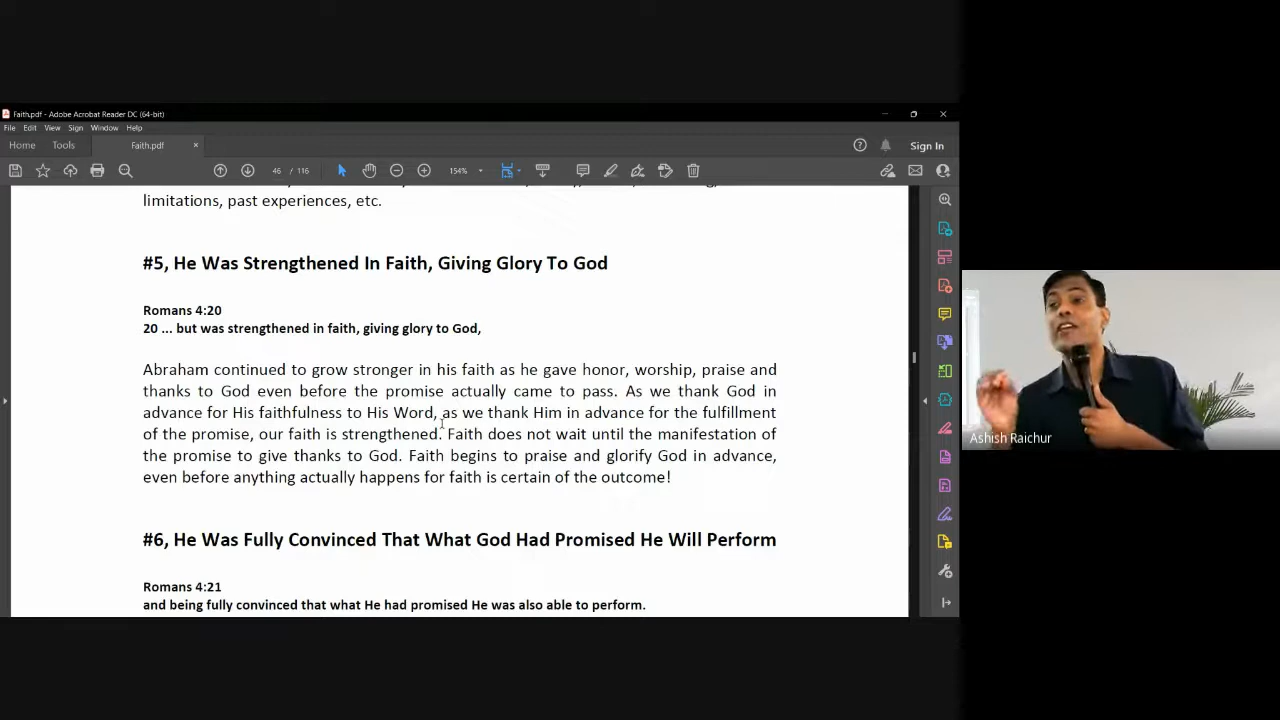 Faith.pdf - Adobe Acrobat Reader DC (64-bit)
File Edit View Sign Window Help
Home Tools Faith.pdf × Sign In
46 / 116 154%
limitations, past experiences, etc.
#5, He Was Strengthened In Faith, Giving Glory To God
Romans 4:20
20 ... but was strengthened in faith, giving glory to God,
Abraham continued to grow stronger in his faith as he gave honor, worship, praise and
thanks to God even before the promise actually came to pass. As we thank God in
advance for His faithfulness to His Word, as we thank Him in advance for the fulfillment
of the promise, our faith is strengthened. Faith does not wait until the manifestation of
the promise to give thanks to God. Faith begins to praise and glorify God in advance,
even before anything actually happens for faith is certain of the outcome!
#6, He Was Fully Convinced That What God Had Promised He Will Perform
Romans 4:21
and being fully convinced that what He had promised He was also able to perform.
Ashish Raichur